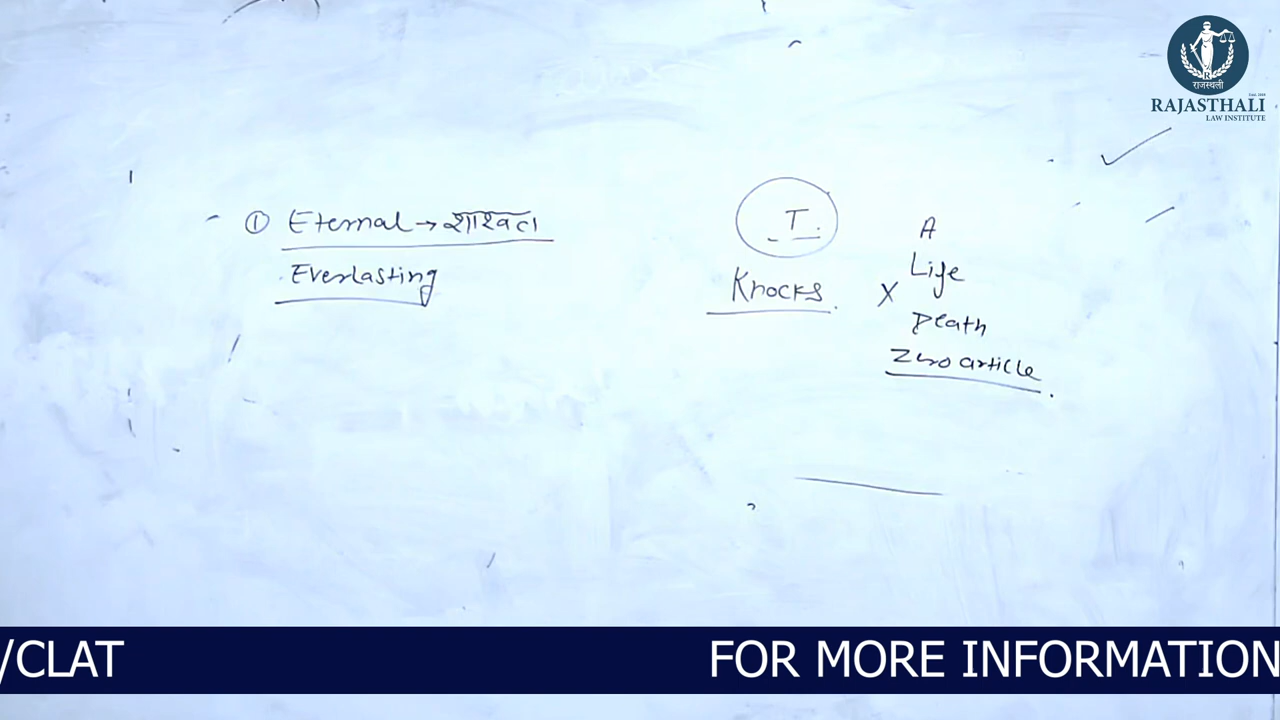 राजस्थली
RAJASTHALI
LAW INSTITUTE
① Eternal → शाश्वत
Everlasting
T.
Knocks.
A
Life
X
Death
Zero article.
/CLAT
FOR MORE INFORMATION